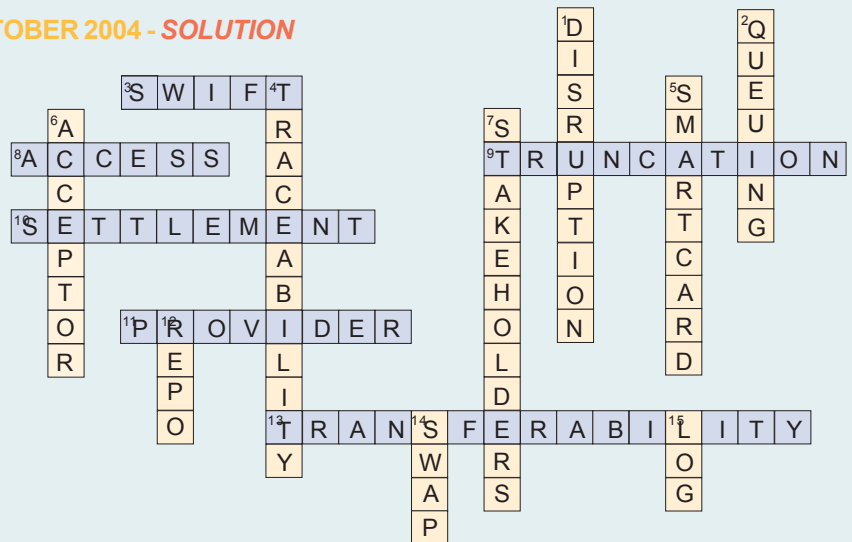 TOBER 2004 - SOLUTION
1 DISRUPTION
2 QUEUING
3 SWIFT
4 TRACEABILITY
5 SMARTCARD
6 ACCEPTOR
7 STAKEHOLDERS
8 ACCESS
9 TRUNCATION
10 SETTLEMENT
11 PROVIDER
12 REPO
13 TRANSFERABILITY
14 SWAP
15 LOG